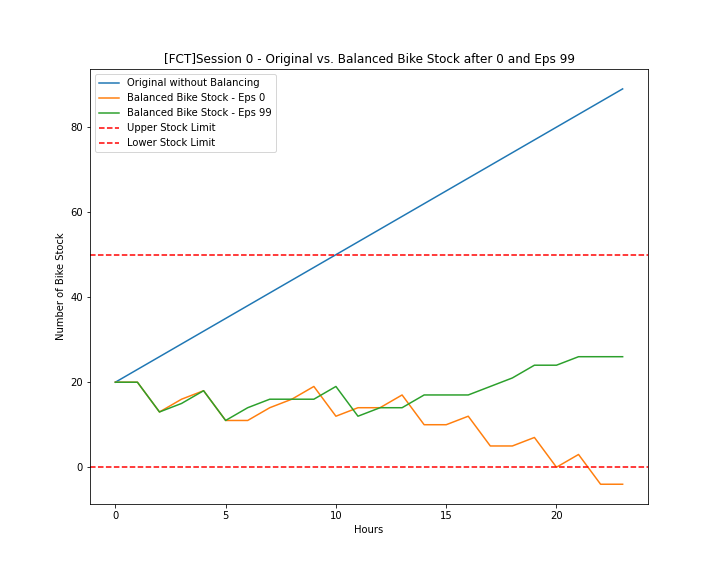 [FCT]Session 0 - Original vs. Balanced Bike Stock after 0 and Eps 99
Original without Balancing
Balanced Bike Stock - Eps 0
Balanced Bike Stock - Eps 99
Upper Stock Limit
Lower Stock Limit
Number of Bike Stock
80
60
40
20
0
0
5
10
15
20
Hours